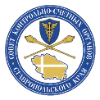 СОВЕТ КОНТРОЛЬНО-СЧЕТНЫХ ОРГАНОВ
СТАВРОПОЛЬСКОГО КРАЯ